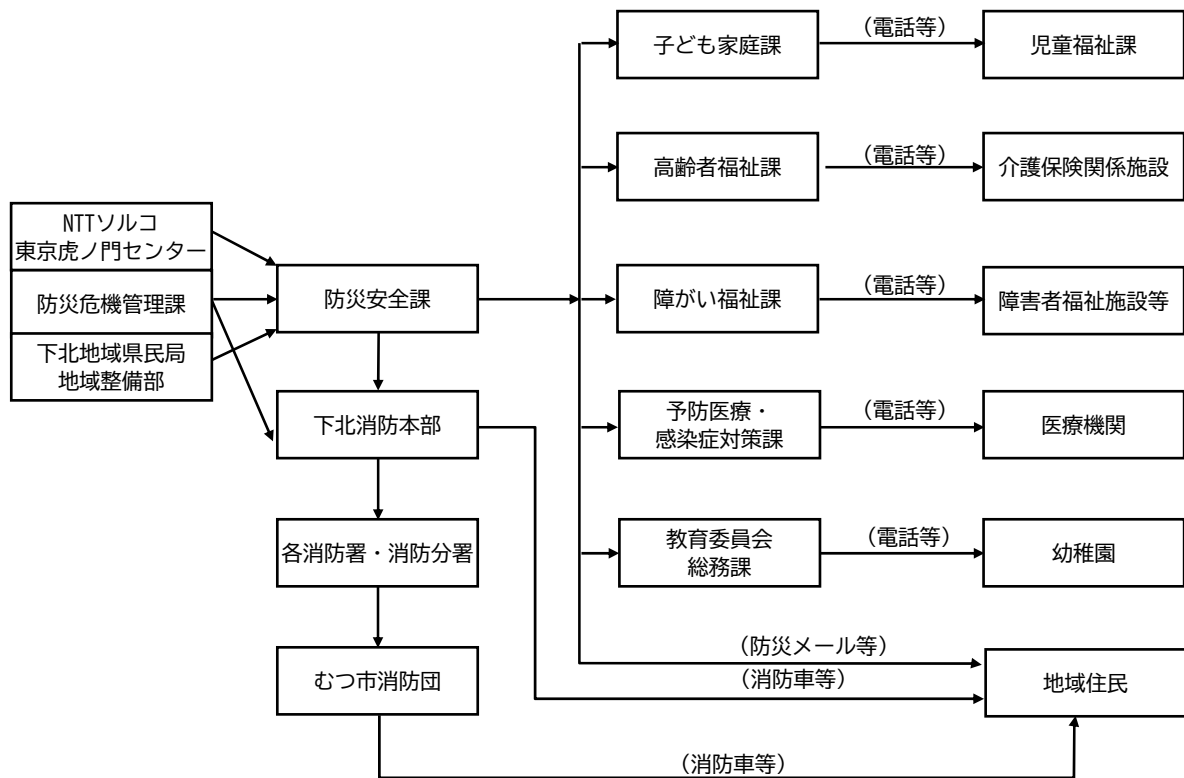 子ども家庭課
(電話等)
児童福祉課
高齢者福祉課
(電話等)
介護保険関係施設
NTTソルコ
東京虎ノ門センター
防災危機管理課
下北地域県民局
地域整備部
防災安全課
障がい福祉課
(電話等)
障害者福祉施設等
下北消防本部
予防医療・
感染症対策課
(電話等)
医療機関
各消防署・消防分署
教育委員会
総務課
(電話等)
幼稚園
むつ市消防団
(防災メール等)
(消防車等)
地域住民
(消防車等)